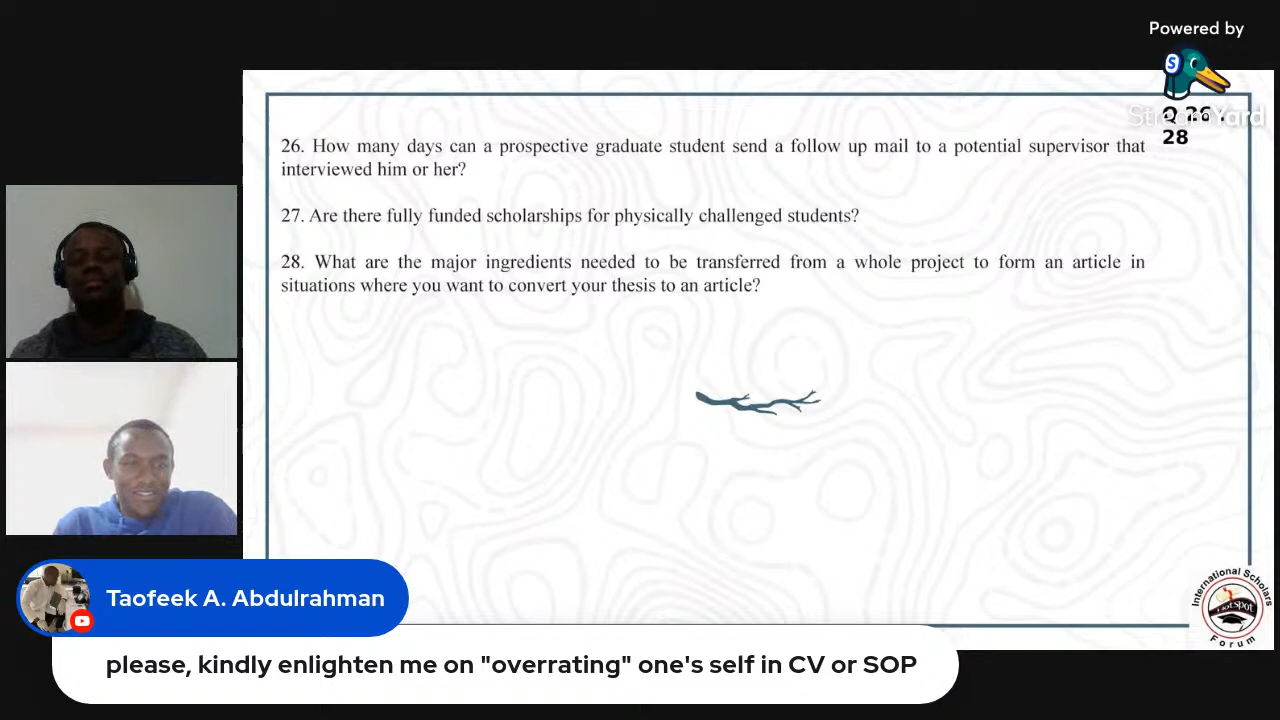 Powered by
S
StreamYard
Q 26 -
28
26. How many days can a prospective graduate student send a follow up mail to a potential supervisor that
interviewed him or her?
27. Are there fully funded scholarships for physically challenged students?
28. What are the major ingredients needed to be transferred from a whole project to form an article in
situations where you want to convert your thesis to an article?
International Scholars
HotSpot
Forum
Taofeek A. Abdulrahman
please, kindly enlighten me on "overrating" one's self in CV or SOP